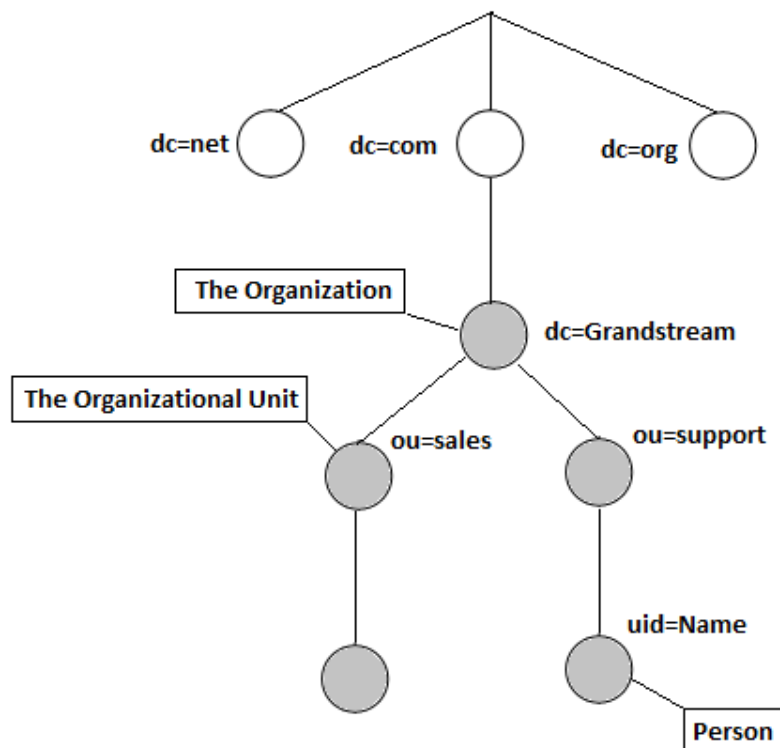 dc=net
dc=com
dc=org
The Organization
dc=Grandstream
The Organizational Unit
ou=sales
ou=support
uid=Name
Person